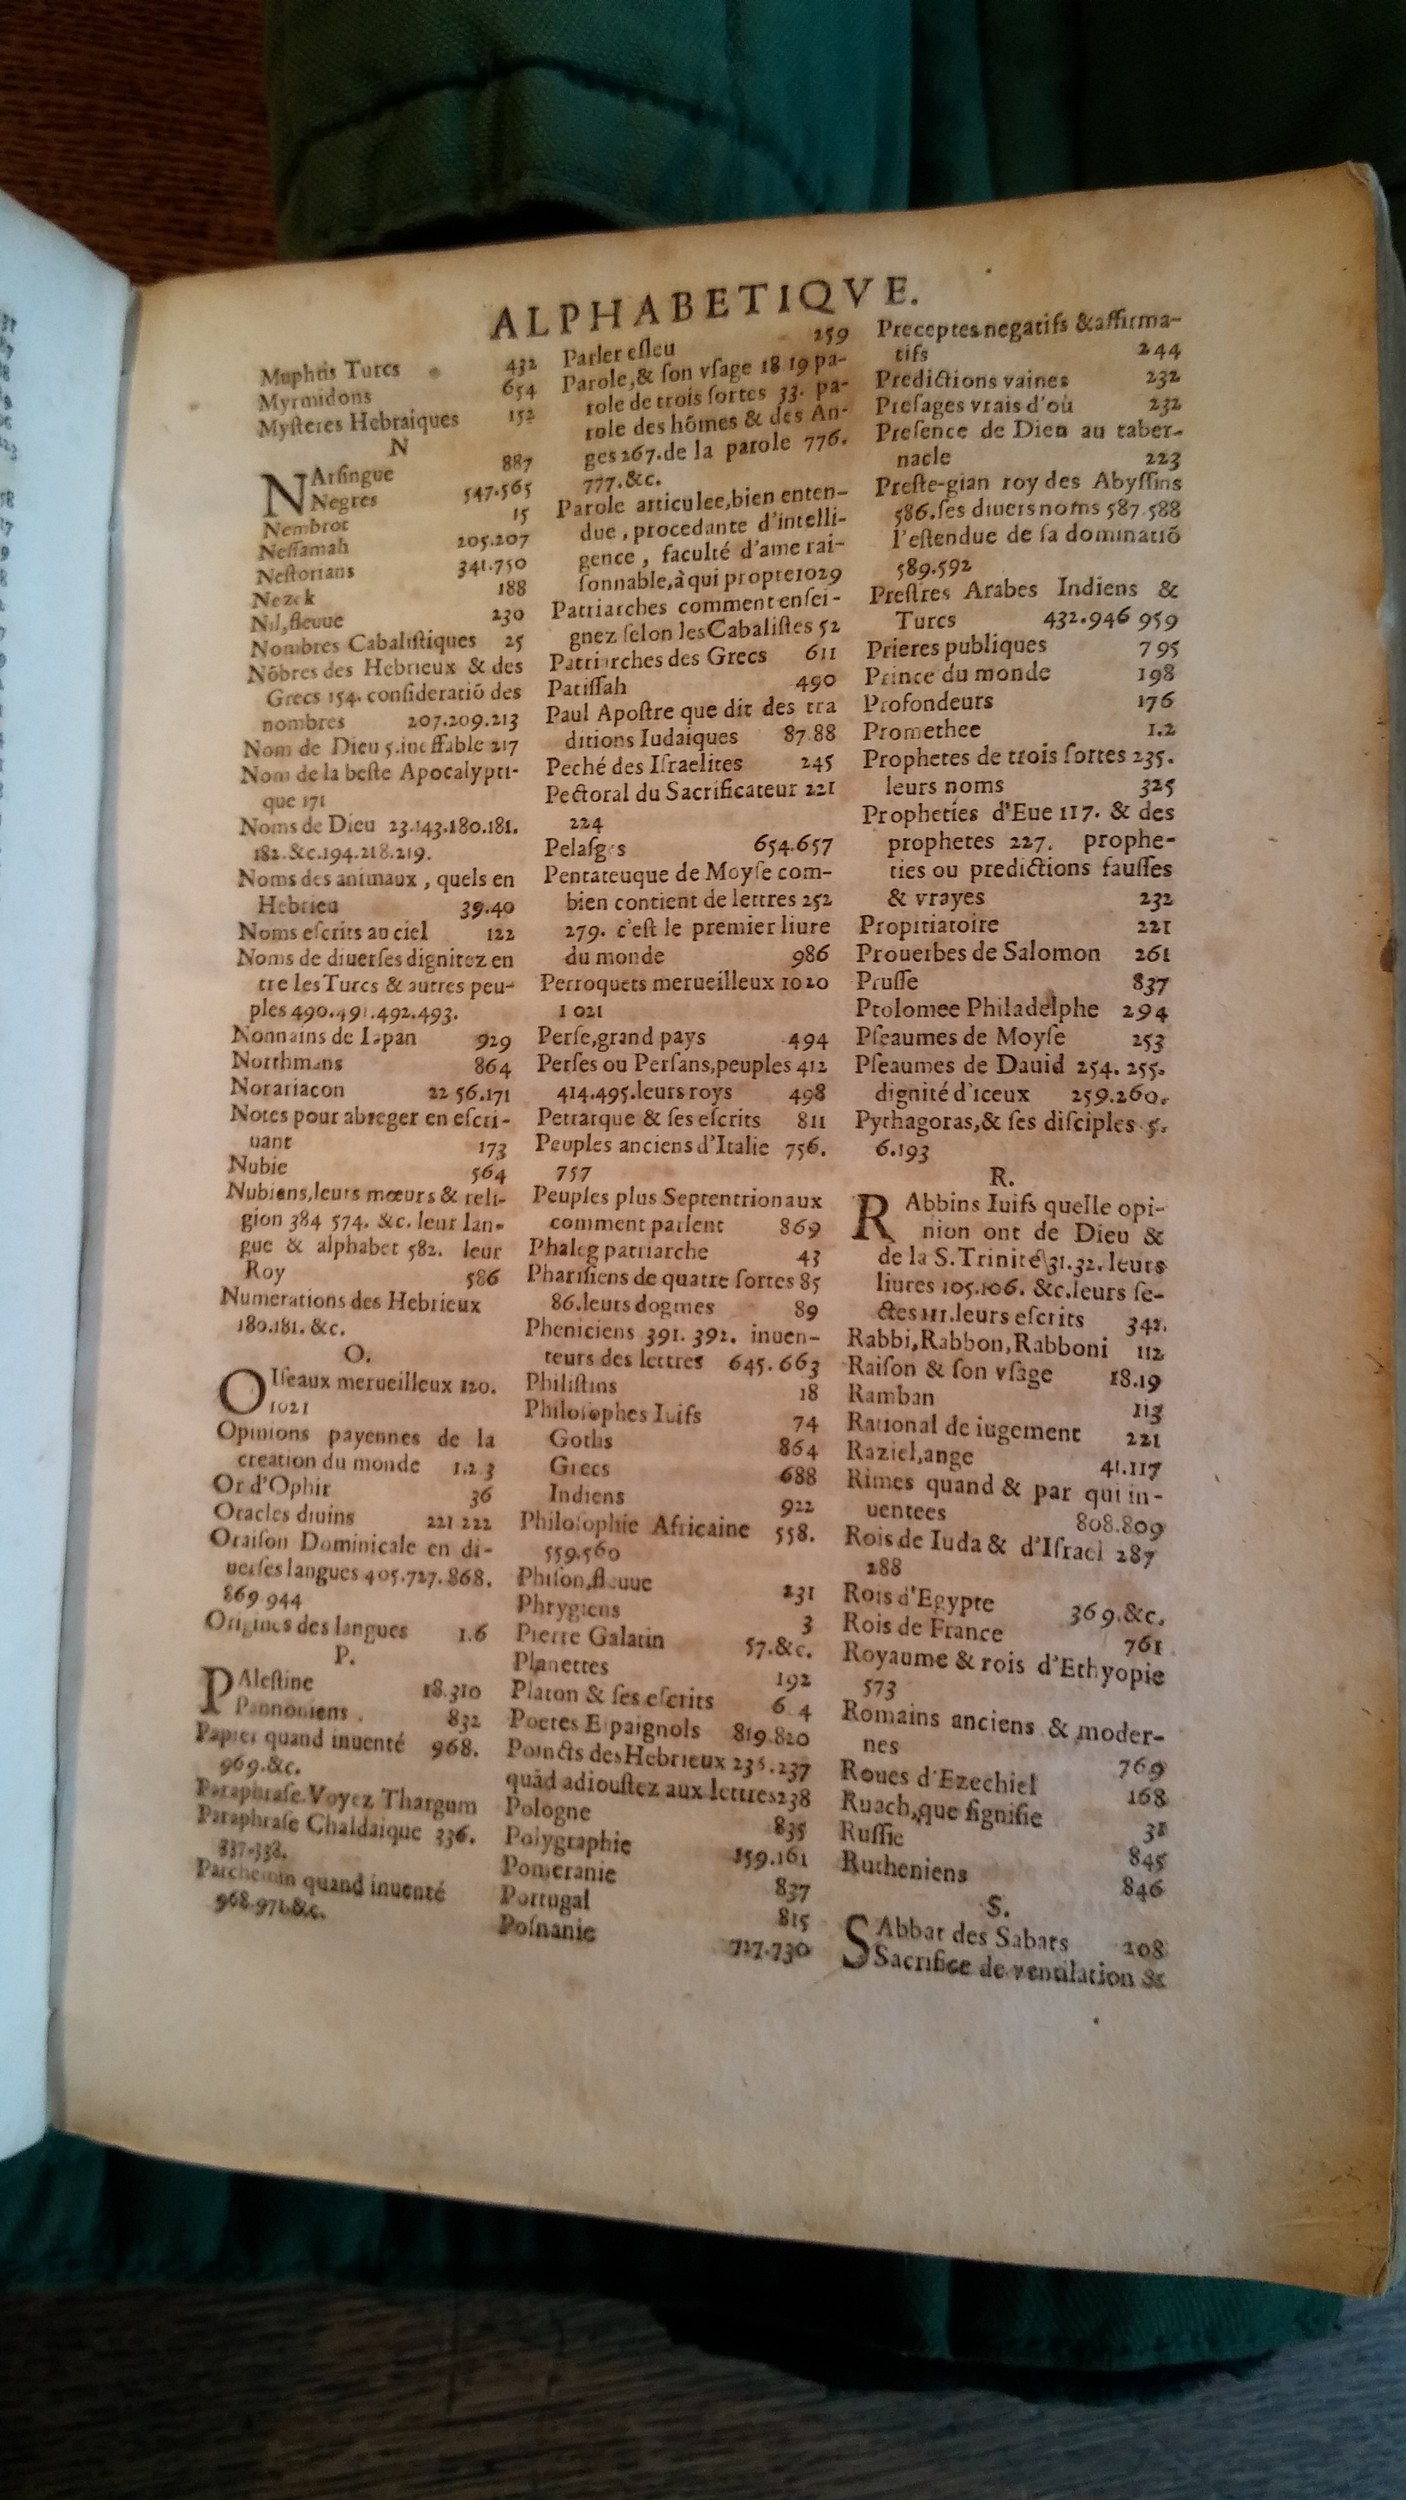 ALPHABETIQVE.
Muphtis Turcs 432
Myrmidons 654
Myſteres Hebraiques 152
N
NArſingue 887
Negres 547.565
Nembrot 15
Neſſamah 205.207
Neſtorians 341.750
Nezek 188
Nil,fleuue 230
Nombres Cabaliſtiques 25
Nõbres des Hebrieux & des
Grecs 154. conſideratiõ des
nombres 207.209.213
Nom de Dieu 5.ineffable 217
Nom de la beſte Apocalypti-
que 171
Noms de Dieu 23.143.180.181.
182.&c.194.218.219.
Noms des animaux , quels en
Hebrieu 39.40
Noms eſcrits au ciel 122
Noms de diuerſes dignitez en
tre les Turcs & autres peu-
ples 490.491.492.493.
Nonnains de Iapan 929
Northmans 864
Norariacon 22 56.171
Notes pour abreger en eſcri-
uant 173
Nubie 564
Nubiens,leurs mœurs & reli-
gion 384 574. &c. leur lan-
gue & alphabet 582. leur
Roy 586
Numerations des Hebrieux
180.181. &c.
O.
OIſeaux merueilleux 120.
1021
Opinions payennes de la
creation du monde 1.2.3
Or d'Ophir 36
Oracles diuins 221 222
Oraiſon Dominicale en di-
uerſes langues 405.727.868.
869 944
Origines des langues 1.6
P.
PAleſtine 18.310
Pannoniens . 832
Papier quand inuenté 968.
969.&c.
Paraphraſe.Voyez Thargum
Paraphraſe Chaldaique 336.
337.338.
Parchemin quand inuenté
968.971.&c.
Parler eſleu 259
Parole,& ſon vſage 18.19 pa-
role de trois ſortes 33. pa-
role des hõmes & des An-
ges 267.de la parole 776.
777.&c.
Parole articulee,bien enten-
due , procedante d'intelli-
gence , faculté d'ame rai-
ſonnable,à qui propre1029
Patriarches comment enſei-
gnez ſelon les Cabaliſtes 52
Patriarches des Grecs 611
Patiſſah 490
Paul Apoſtre que dit des tra
ditions Iudaiques 87.88
Peché des Iſraelites 245
Pectoral du Sacrificateur 221
224
Pelaſges 654.657
Pentateuque de Moyſe com-
bien contient de lettres 252
279. c'eſt le premier liure
du monde 986
Perroquets merueilleux 1020
1021
Perſe,grand pays 494
Perſes ou Perſans,peuples 412
414.495.leurs roys 498
Petrarque & ſes eſcrits 811
Peuples anciens d'Italie 756.
757
Peuples plus Septentrionaux
comment parlent 869
Phaleg patriarche 43
Phariſiens de quatre ſortes 85
86.leurs dogmes 89
Pheniciens 391. 392. inuen-
teurs des lettres 645. 663
Philiſtins 18
Philoſophes Iuifs 74
Goths 864
Grecs 688
Indiens 922
Philoſophie Africaine 558.
559.560
Phiſon,fleuue 231
Phrygiens 3
Pierre Galatin 57.&c.
Planettes 192
Platon & ſes eſcrits 6 4
Poetes Eſpaignols 819.820
Poincts des Hebrieux 236.237
quãd adiouſtez aux lettres238
Pologne 835
Polygraphie 159.161
Pomeranie 837
Portugal 815
Poſnanie 727.730
Preceptes negatifs &affirma-
tifs 244
Predictions vaines 232
Preſages vrais d'où 232
Preſence de Dieu au taber-
nacle 223
Preſte-gian roy des Abyſſins
586.ſes diuers noms 587.588
l'eſtendue de ſa dominatiõ
589.592
Preſtres Arabes Indiens &
Turcs 432.946 959
Prieres publiques 795
Prince du monde 198
Profondeurs 176
Promethee 1.2
Prophetes de trois ſortes 235.
leurs noms 325
Propheties d'Eue 117. & des
prophetes 227. prophe-
ties ou predictions fauſſes
& vrayes 232
Propitiatoire 221
Prouerbes de Salomon 261
Pruſſe 837
Ptolomee Philadelphe 294
Pſeaumes de Moyſe 253
Pſeaumes de Dauid 254. 255.
dignité d'iceux 259.260.
Pythagoras,& ſes diſciples 5.
6.193
R.
RAbbins Iuifs quelle opi-
nion ont de Dieu &
de la S.Trinité 31.32. leurs
liures 105.106. &c.leurs ſe-
ctes 111.leurs eſcrits 342.
Rabbi,Rabbon,Rabboni 112
Raiſon & ſon vſage 18.19
Ramban 113
Rational de iugement 221
Raziel,ange 41.117
Rimes quand & par qui in-
uentees 808.809
Rois de Iuda & d'Iſrael 287
288
Rois d'Egypte 369.&c.
Rois de France 761
Royaume & rois d'Ethyopie
573
Romains anciens & moder-
nes 769
Roues d'Ezechiel 168
Ruach,que ſignifie 31
Ruſſie 845
Rutheniens 846
S.
SAbbat des Sabats 208
Sacrifice de ventilation &